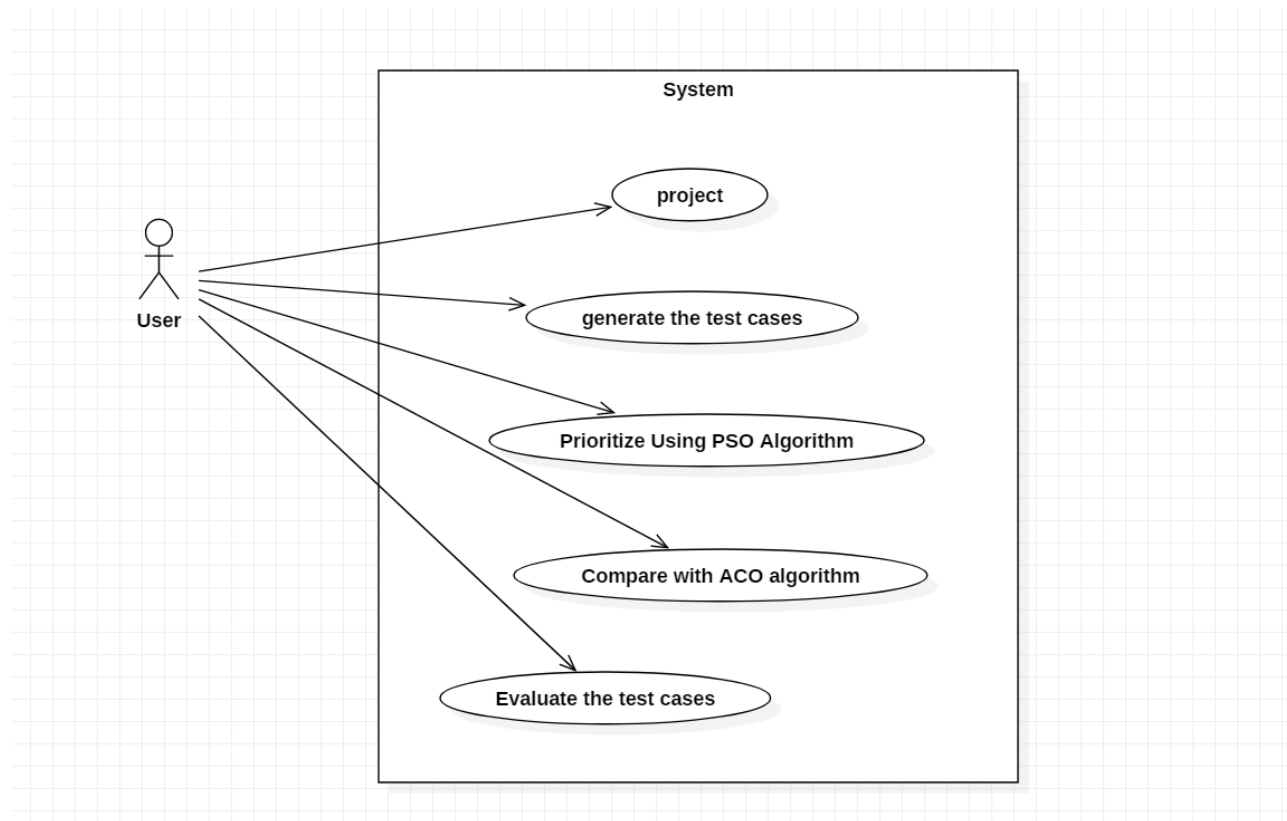 System
project
User
generate the test cases
Prioritize Using PSO Algorithm
Compare with ACO algorithm
Evaluate the test cases